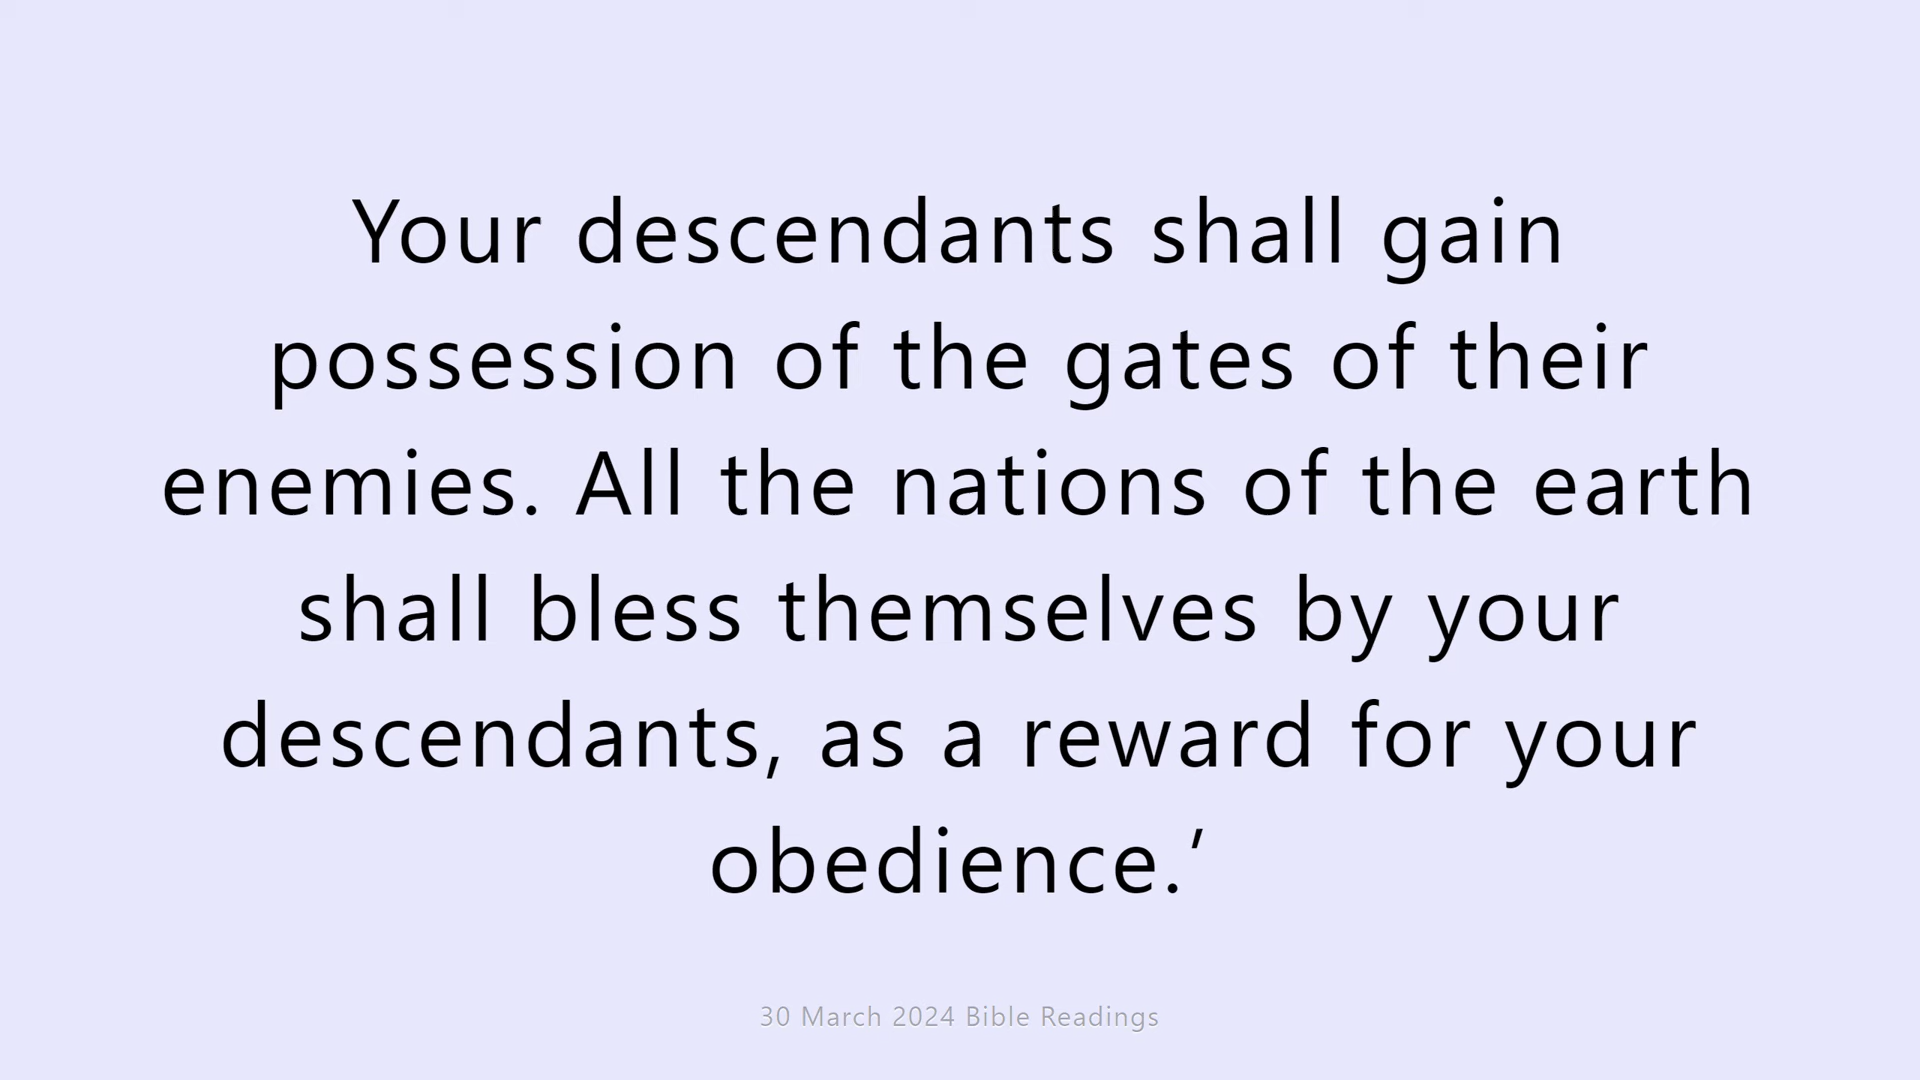 Your descendants shall gain
possession of the gates of their
enemies. All the nations of the earth
shall bless themselves by your
descendants, as a reward for your
obedience.’
30 March 2024 Bible Readings